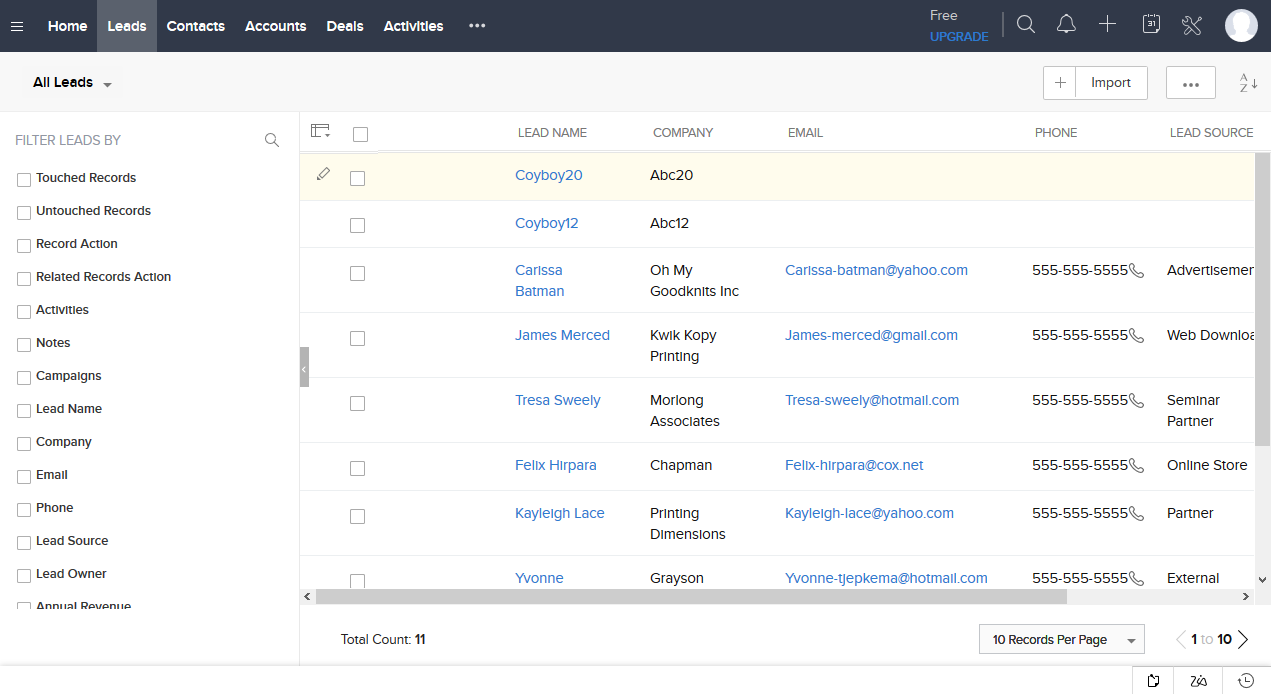 Home Leads Contacts Accounts Deals Activities
Free
UPGRADE
31
All Leads
Import
A
Z
FILTER LEADS BY
Touched Records
Untouched Records
Record Action
Related Records Action
Activities
Notes
Campaigns
Lead Name
Company
Email
Phone
Lead Source
Lead Owner
Annual Revenue
LEAD NAME COMPANY EMAIL PHONE LEAD SOURCE
Coyboy20 Abc20
Coyboy12 Abc12
Carissa Oh My Carissa-batman@yahoo.com 555-555-5555 Advertisemen
Batman Goodknits Inc
James Merced Kwik Kopy James-merced@gmail.com 555-555-5555 Web Downloa
Printing
Tresa Sweely Morlong Tresa-sweely@hotmail.com 555-555-5555 Seminar
Associates Partner
Felix Hirpara Chapman Felix-hirpara@cox.net 555-555-5555 Online Store
Kayleigh Lace Printing Kayleigh-lace@yahoo.com 555-555-5555 Partner
Dimensions
Yvonne Grayson Yvonne-tjepkema@hotmail.com 555-555-5555 External
Total Count: 11
10 Records Per Page
1 to 10